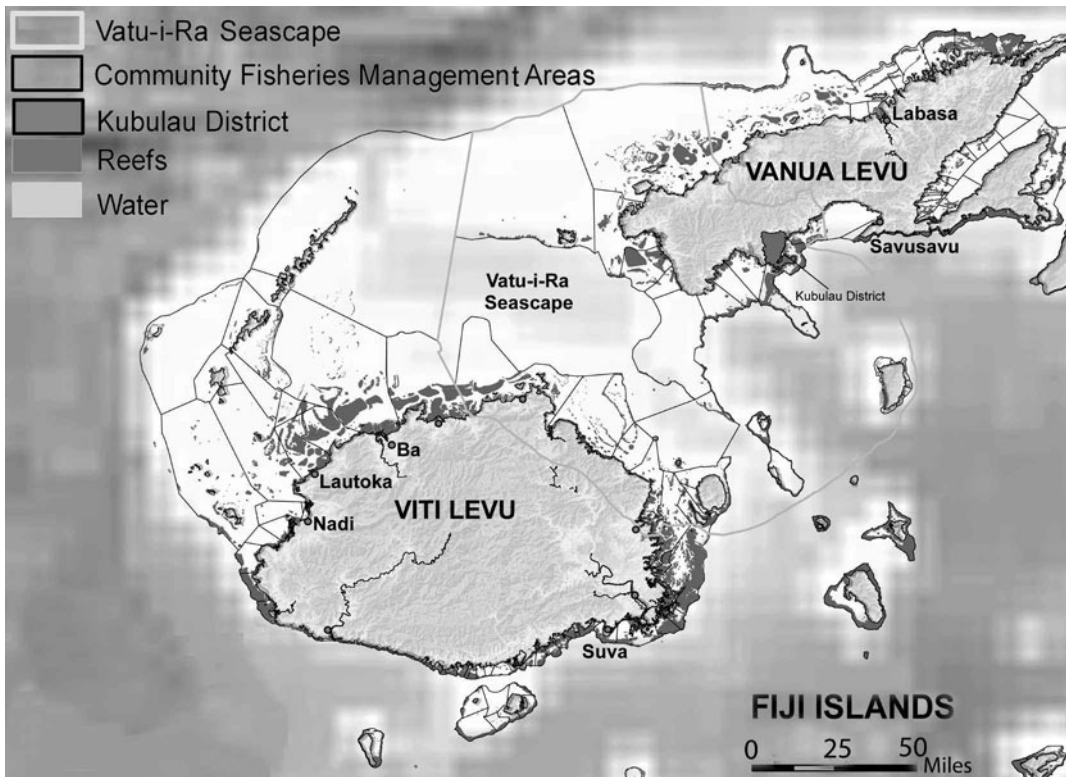 Vatu-i-Ra Seascape
Community Fisheries Management Areas
Kubulau District
Reefs
Water
Labasa
VANUA LEVU
Savusavu
Kubulau District
Vatu-i-Ra
Seascape
Ba
Lautoka
VITI LEVU
Nadi
Suva
FIJI ISLANDS
0 25 50
Miles